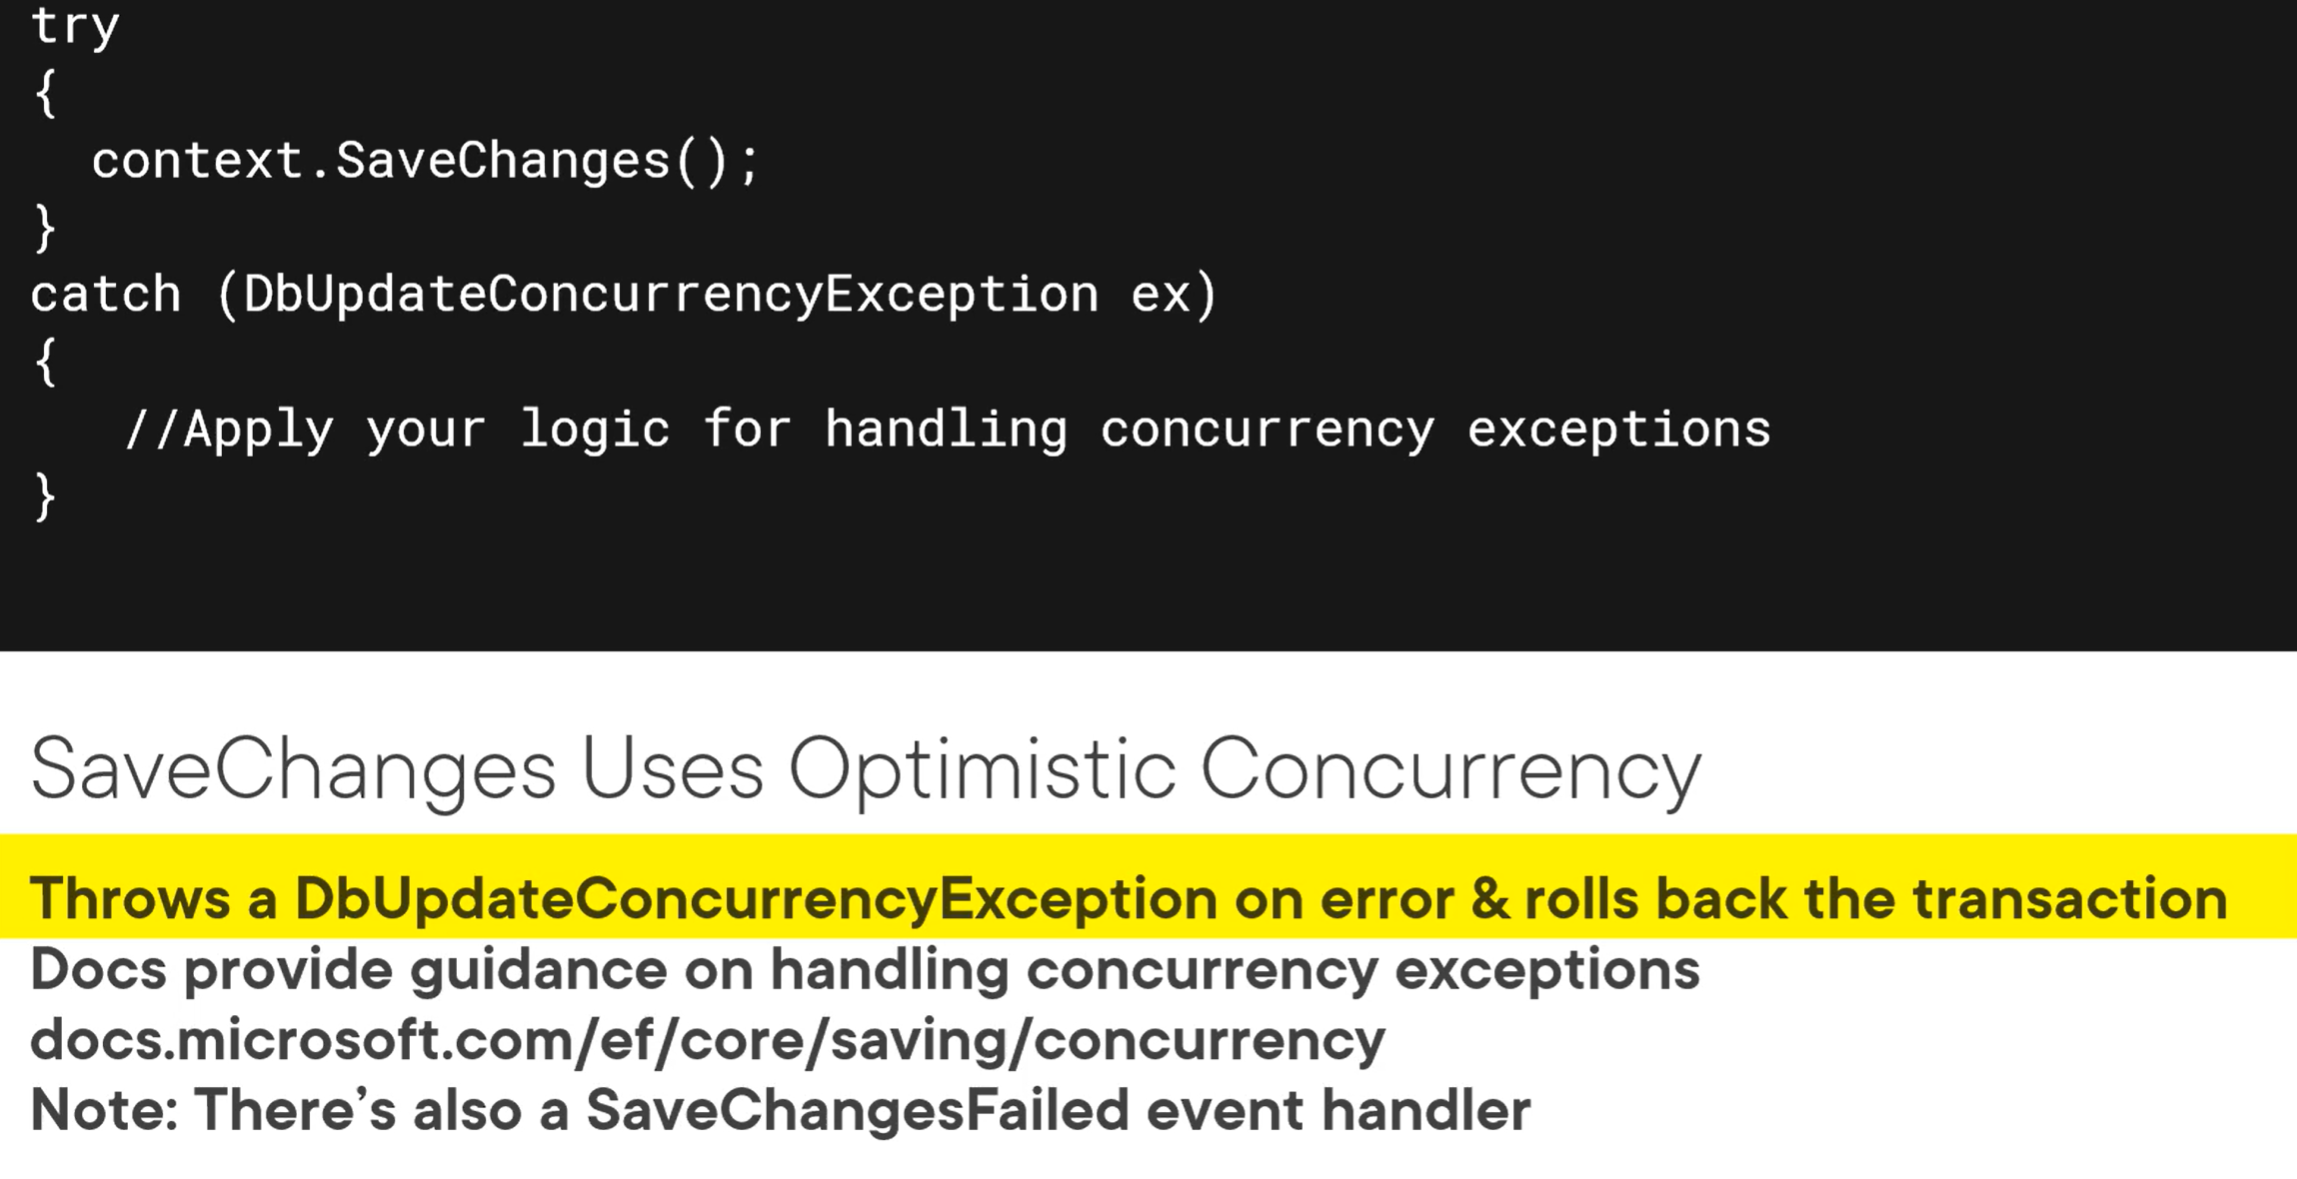 try
{
  context.SaveChanges();
}
catch (DbUpdateConcurrencyException ex)
{
   //Apply your logic for handling concurrency exceptions
}
SaveChanges Uses Optimistic Concurrency
Throws a DbUpdateConcurrencyException on error & rolls back the transaction
Docs provide guidance on handling concurrency exceptions
docs.microsoft.com/ef/core/saving/concurrency
Note: There’s also a SaveChangesFailed event handler